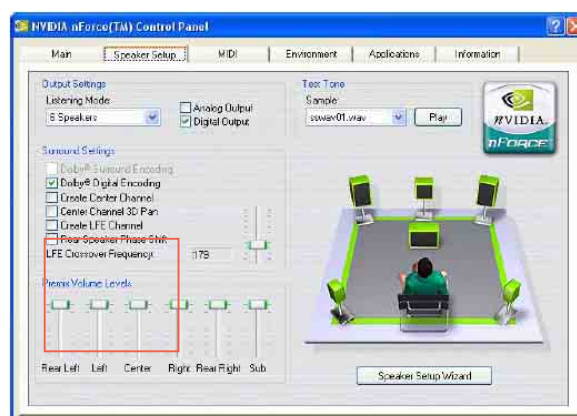 NVIDIA nForce(TM) Control Panel
Main Speaker Setup MIDI Environment Applications Information
Output Settings
Listening Mode:
6 Speakers
Analog Output
Digital Output
Test Tone
Sample:
sswav01.wav Play
NVIDIA.
nFORCE
Surround Settings
Dolby® Surround Encoding
Dolby® Digital Encoding
Create Center Channel
Center Channel 3D Pan
Create LFE Channel
Rear Speaker Phase Shift
LFE Crossover Frequency: 179
Premix Volume Levels
Rear Left Left Center Right Rear Right Sub
Speaker Setup Wizard